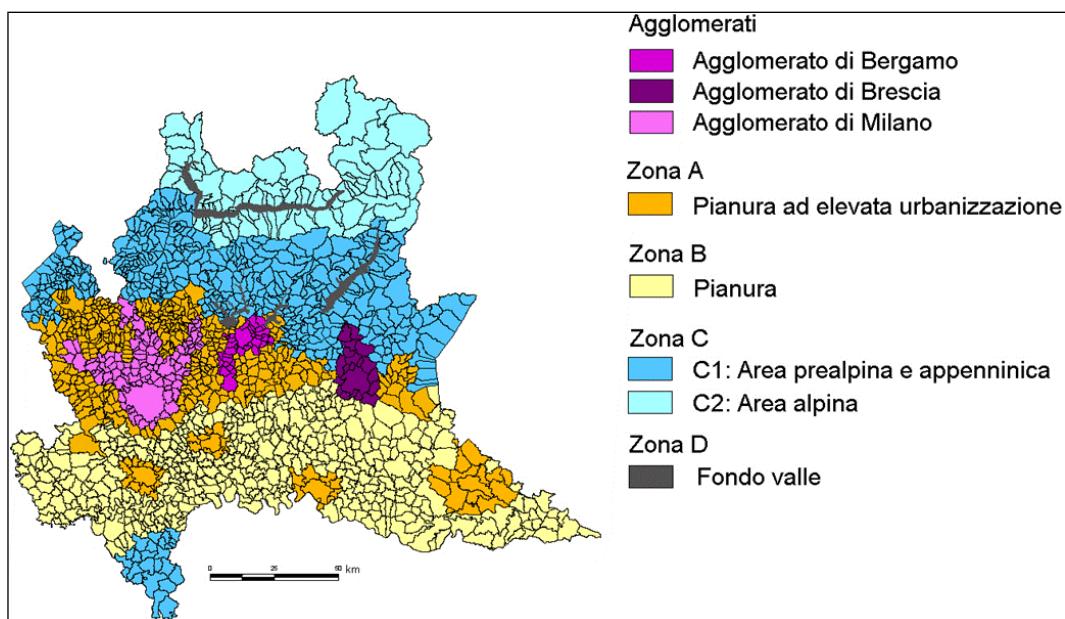 Agglomerati
Agglomerato di Bergamo
Agglomerato di Brescia
Agglomerato di Milano
Zona A
Pianura ad elevata urbanizzazione
Zona B
Pianura
Zona C
C1: Area prealpina e appenninica
C2: Area alpina
Zona D
Fondo valle
0 25 50 km